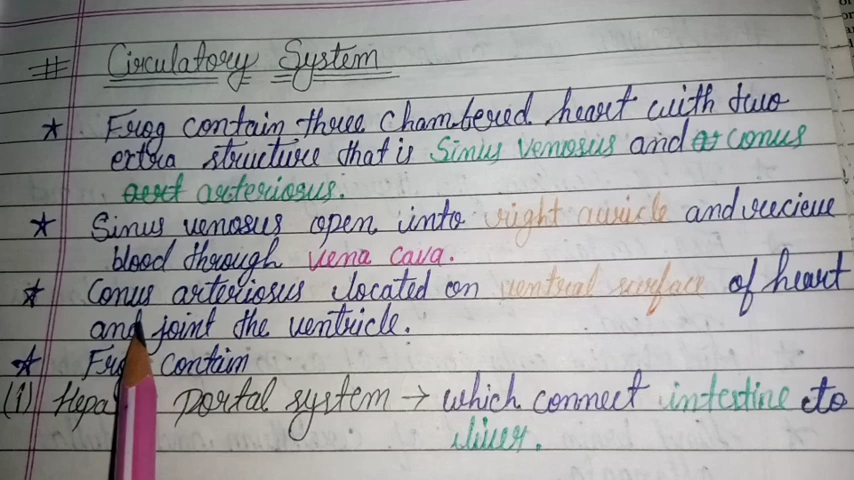 # Circulatory System
* Frog contain three chambered heart with two
extra structure that is Sinus venosus and conus
arteriosus.
* Sinus venosus open into right auricle and recieve
blood through vena cava.
* Conus arteriosus located on ventral surface of heart
and joint the ventricle.
* Frog contain
(1) Hepa portal system → which connect intestine to
liver.